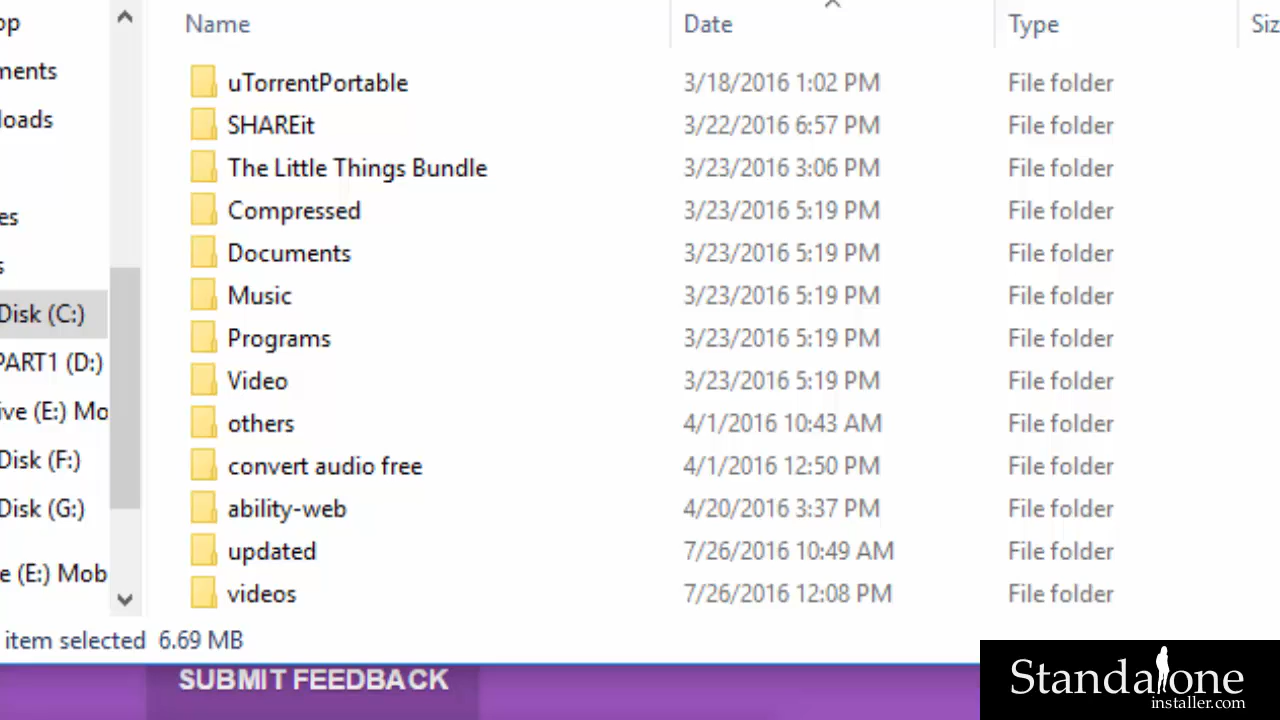 Name Date Type Siz
op
ments
loads
es
s
Disk (C:)
PART1 (D:)
ive (E:) Mo
Disk (F:)
Disk (G:)
e (E:) Mob
uTorrentPortable 3/18/2016 1:02 PM File folder
SHAREit 3/22/2016 6:57 PM File folder
The Little Things Bundle 3/23/2016 3:06 PM File folder
Compressed 3/23/2016 5:19 PM File folder
Documents 3/23/2016 5:19 PM File folder
Music 3/23/2016 5:19 PM File folder
Programs 3/23/2016 5:19 PM File folder
Video 3/23/2016 5:19 PM File folder
others 4/1/2016 10:43 AM File folder
convert audio free 4/1/2016 12:50 PM File folder
ability-web 4/20/2016 3:37 PM File folder
updated 7/26/2016 10:49 AM File folder
videos 7/26/2016 12:08 PM File folder
item selected 6.69 MB
SUBMIT FEEDBACK
Standalone
installer.com